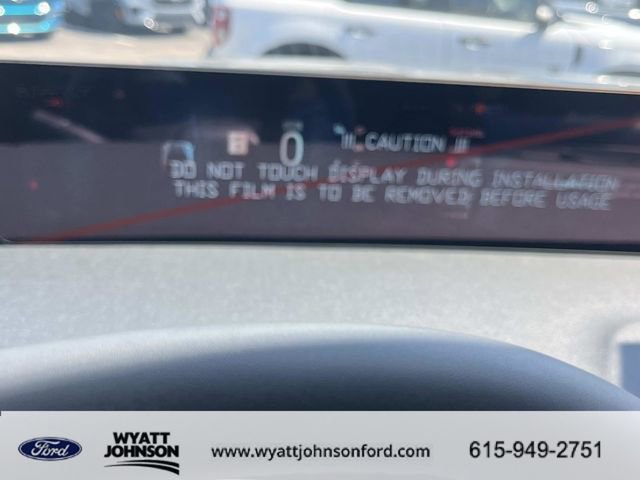 0
!!! CAUTION !!!
DO NOT TOUCH DISPLAY DURING INSTALLATION
THIS FILM IS TO BE REMOVED BEFORE USAGE
Ford
WYATT
JOHNSON
www.wyattjohnsonford.com
615-949-2751